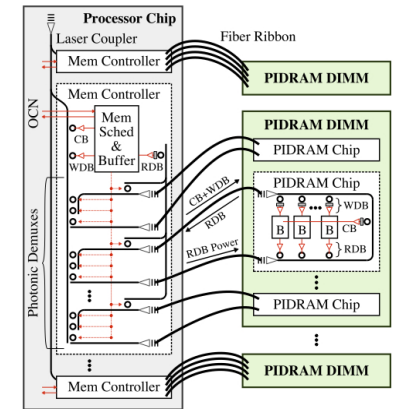 Processor Chip
Laser Coupler
Fiber Ribbon
Mem Controller
PIDRAM DIMM
Mem Controller
OCN
Mem
Sched
&
Buffer
CB
WDB
RDB
PIDRAM DIMM
PIDRAM Chip
CB+WDB
RDB
RDB Power
PIDRAM Chip
WDB
B
B
B
CB
RDB
Photonic Demuxes
PIDRAM Chip
Mem Controller
PIDRAM DIMM